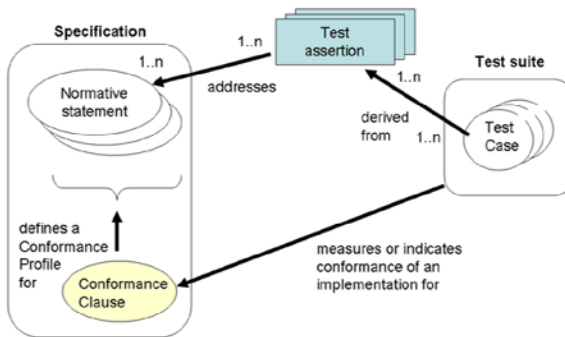 Specification
1..n
Normative
statement
defines a
Conformance
Profile
for
Conformance
Clause
1..n
addresses
Test
assertion
1..n
derived
from
1..n
Test suite
Test
Case
measures or indicates
conformance of an
implementation for